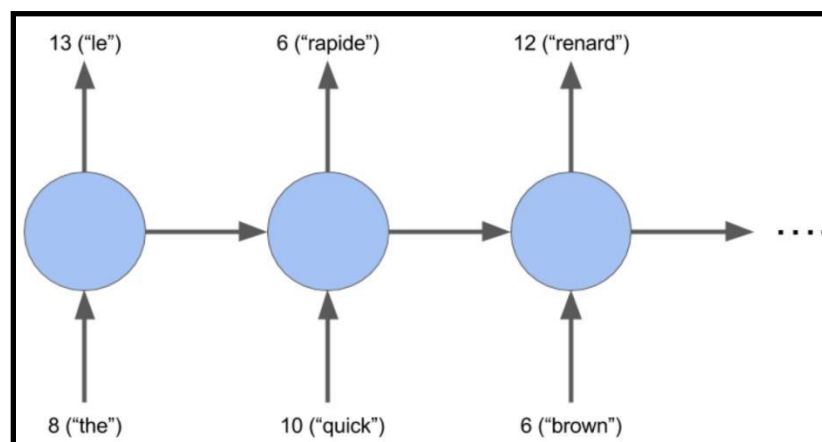 13 (“le”) 6 (“rapide”) 12 (“renard”)
....
8 (“the”) 10 (“quick”) 6 (“brown”)